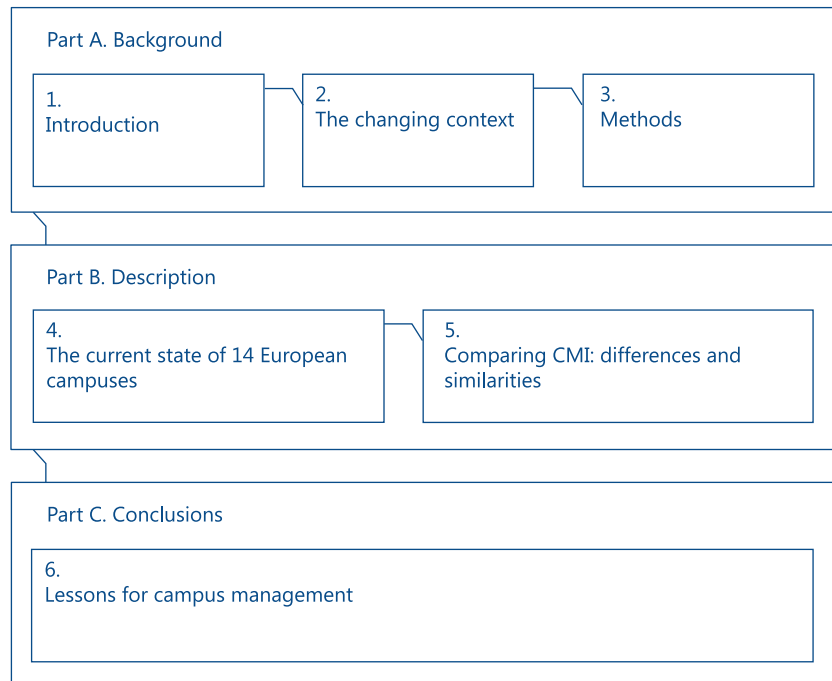 Part A. Background
1.
Introduction
2.
The changing context
3.
Methods
Part B. Description
4.
The current state of 14 European
campuses
5.
Comparing CMI: differences and
similarities
Part C. Conclusions
6.
Lessons for campus management